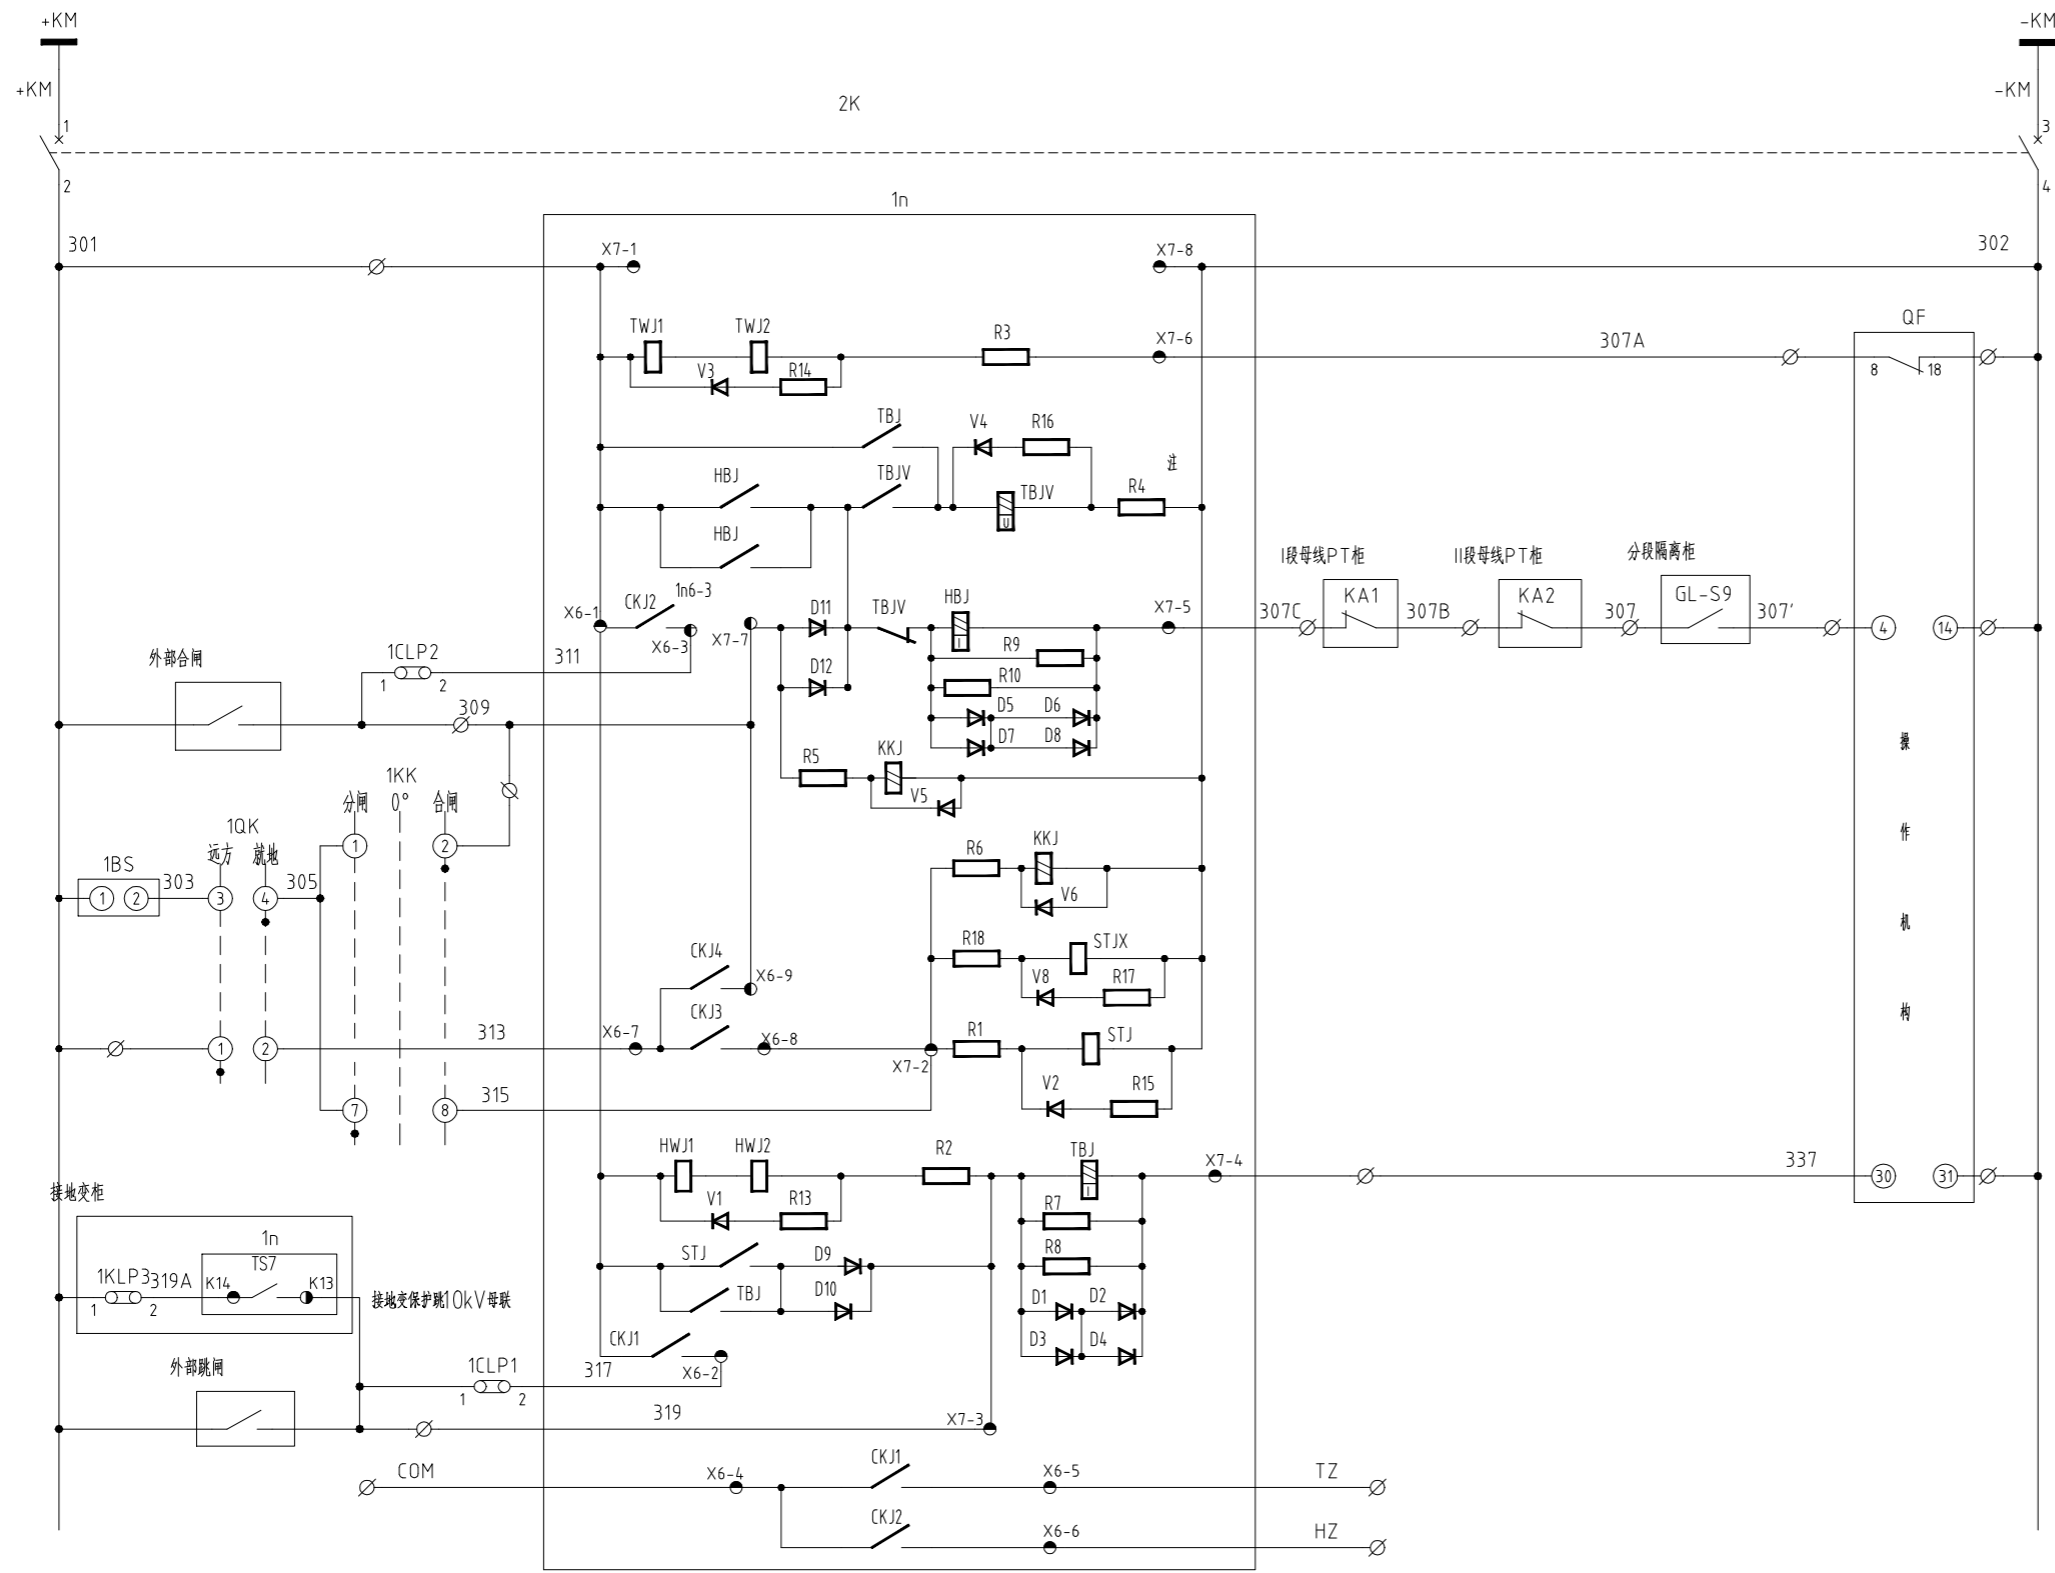 +KM
-KM
+KM
-KM
2K
1
3
2
4
1n
301
X7-1
X7-8
302
QF
TWJ1
TWJ2
R3
X7-6
307A
V3
R14
8
18
TBJ
V4
R16
注
HBJ
TBJV
TBJV
R4
HBJ
I段母线PT柜
II段母线PT柜
分段隔离柜
CKJ2
1n6-3
X6-1
X6-3
X7-7
D11
TBJV
HBJ
X7-5
307C
KA1
307B
KA2
307
GL-S9
307'
4
14
U
I
外部合闸
1CLP2
1
2
311
D12
R9
R10
309
D5
D6
D7
D8
操
作
机
构
R5
KKJ
V5
1KK
分闸
0°
合闸
1
2
1QK
远方
就地
1BS
1
2
303
3
4
305
R6
KKJ
V6
CKJ4
X6-9
R18
STJX
V8
R17
1
2
313
X6-7
CKJ3
X6-8
X7-2
R1
STJ
V2
R15
7
8
315
HWJ1
HWJ2
R2
TBJ
I
X7-4
337
30
31
V1
R13
R7
接地变柜
1n
TS7
1KLP3
319A
K14
K13
1
2
接地变保护跳10kV母联
STJ
D9
R8
TBJ
D10
D1
D2
CKJ1
D3
D4
外部跳闸
1CLP1
1
2
317
X6-2
319
X7-3
COM
X6-4
CKJ1
X6-5
TZ
CKJ2
X6-6
HZ